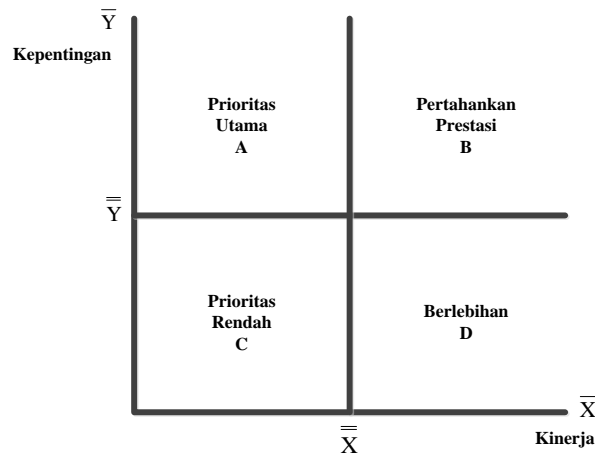 Y̅
Kepentingan
Prioritas
Utama
A
Pertahankan
Prestasi
B
Y̿
Prioritas
Rendah
C
Berlebihan
D
X̅
X̿
Kinerja